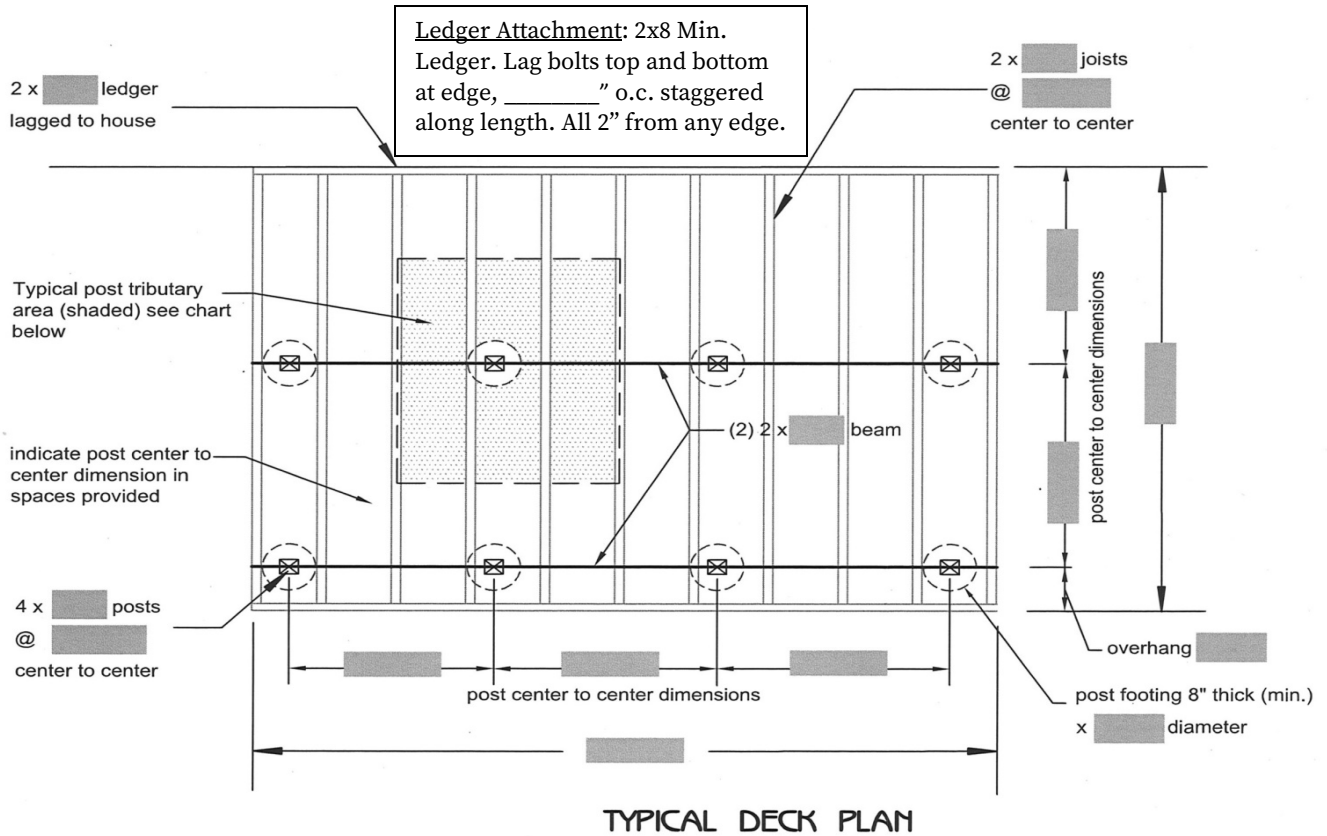 Ledger Attachment: 2x8 Min.
Ledger. Lag bolts top and bottom
at edge, ________” o.c. staggered
along length. All 2” from any edge.
2 x ledger
lagged to house
2 x joists
@
center to center
Typical post tributary
area (shaded) see chart
below
(2) 2 x beam
indicate post center to
center dimension in
spaces provided
post center to center dimensions
4 x posts
@
center to center
overhang
post center to center dimensions
post footing 8" thick (min.)
x diameter
TYPICAL DECK PLAN